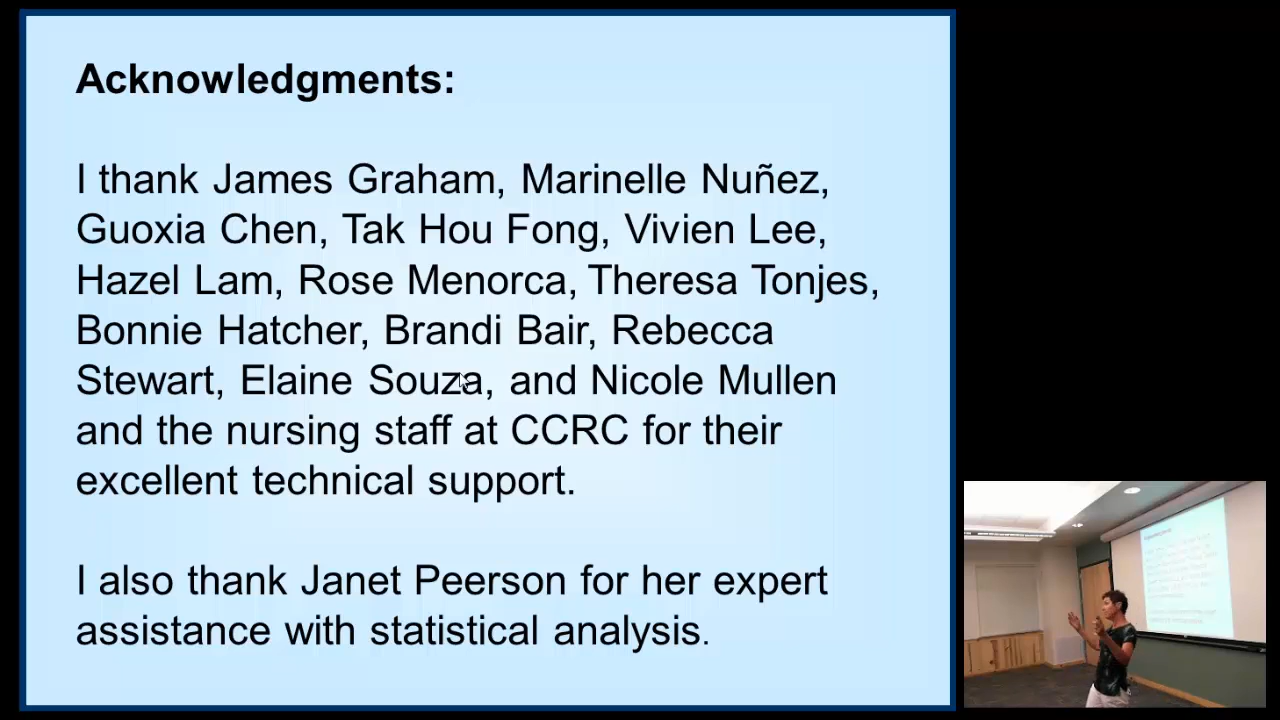 Acknowledgments:
I thank James Graham, Marinelle Nuñez,
Guoxia Chen, Tak Hou Fong, Vivien Lee,
Hazel Lam, Rose Menorca, Theresa Tonjes,
Bonnie Hatcher, Brandi Bair, Rebecca
Stewart, Elaine Souza, and Nicole Mullen
and the nursing staff at CCRC for their
excellent technical support.
I also thank Janet Peerson for her expert
assistance with statistical analysis.